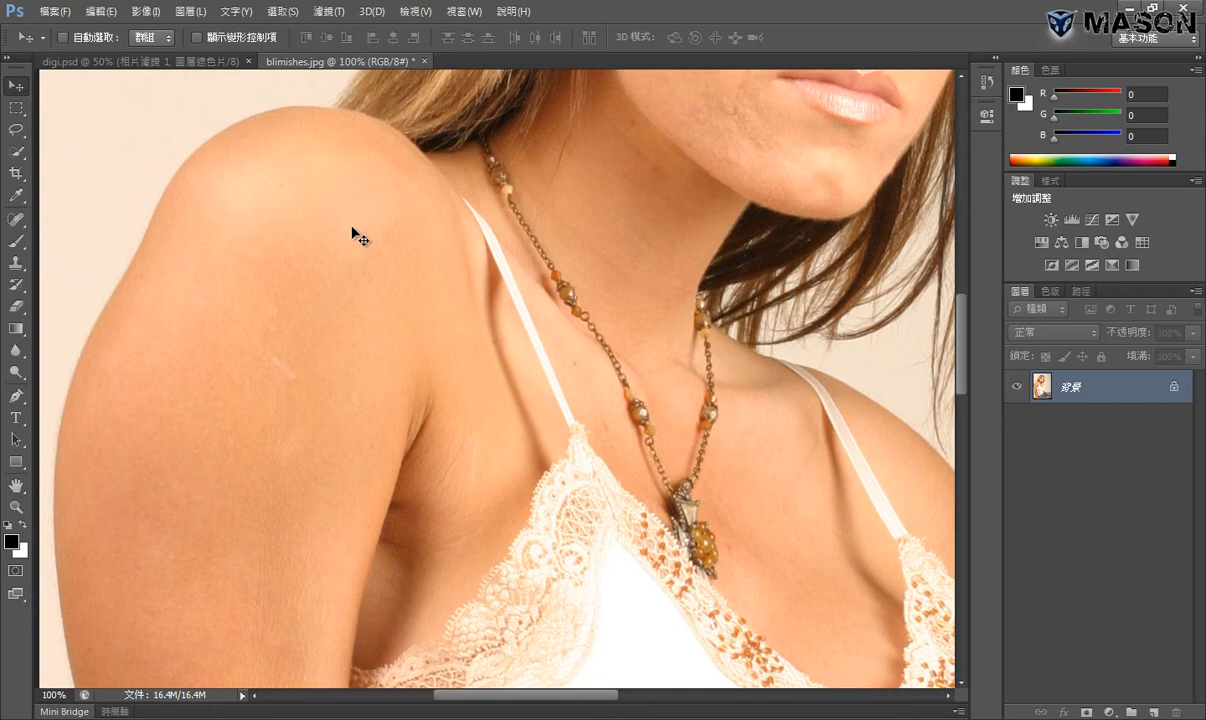 檔案(F) 編輯(E) 影像(I) 圖層(L) 文字(Y) 選取(S) 濾鏡(T) 3D(D) 檢視(V) 視窗(W) 說明(H)
MASON
自動選取： 群組 顯示變形控制項 3D 模式： 基本功能
digi.psd @ 50% (相片濾鏡 1, 圖層遮色片/8) × blimishes.jpg @ 100% (RGB/8#) * ×
顏色 色票
R 0
G 0
B 0
調整 樣式
增加調整
圖層 色版 路徑
種類
正常 不透明度： 100%
鎖定： 填滿： 100%
背景
100% 文件：16.4M/16.4M
Mini Bridge 時間軸